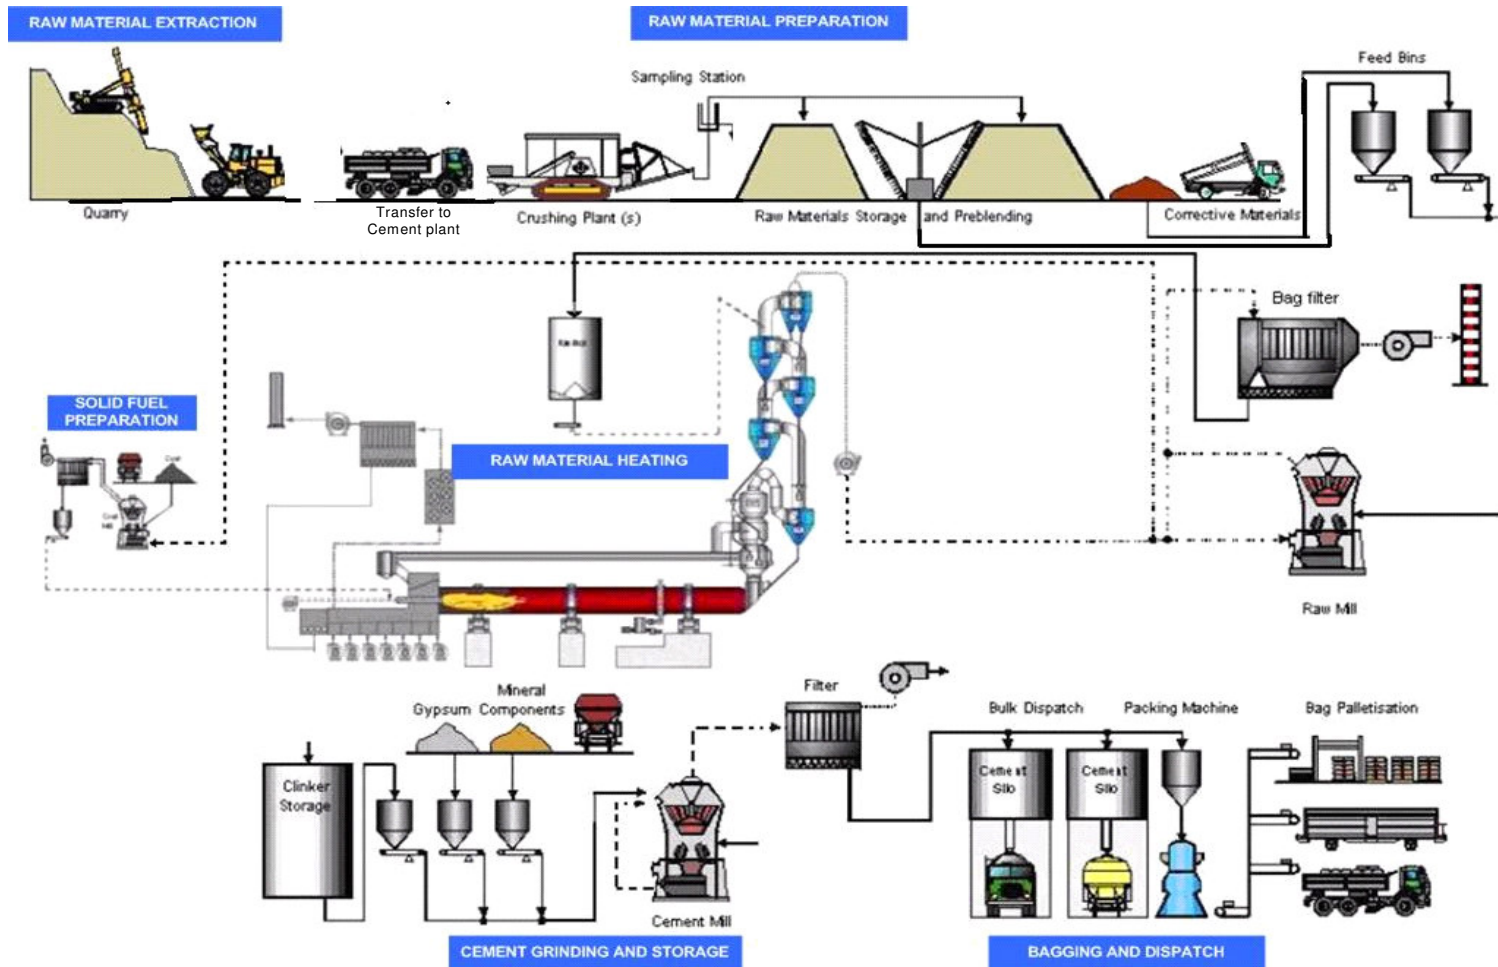 RAW MATERIAL EXTRACTION
RAW MATERIAL PREPARATION
Sampling Station
Feed Bins
Quarry
Transfer to
Cement plant
Crushing Plant (s)
Raw Materials Storage and Preblending
Corrective Materials
Bag filter
SOLID FUEL
PREPARATION
Coal
RAW MATERIAL HEATING
Raw Mill
Mineral
Gypsum Components
Filter
Bulk Dispatch
Packing Machine
Bag Palletisation
Clinker
Storage
Cement
Silo
Cement
Silo
Cement Mill
CEMENT GRINDING AND STORAGE
BAGGING AND DISPATCH